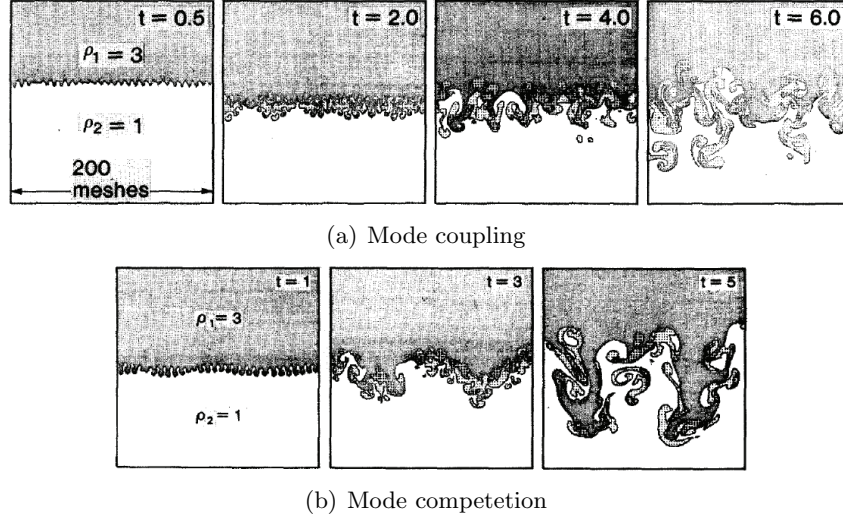 t = 0.5
t = 2.0
t = 4.0
t = 6.0
ρ₁ = 3
ρ₂ = 1
200
meshes
(a) Mode coupling
t = 1
t = 3
t = 5
ρ₁ = 3
ρ₂ = 1
(b) Mode competetion